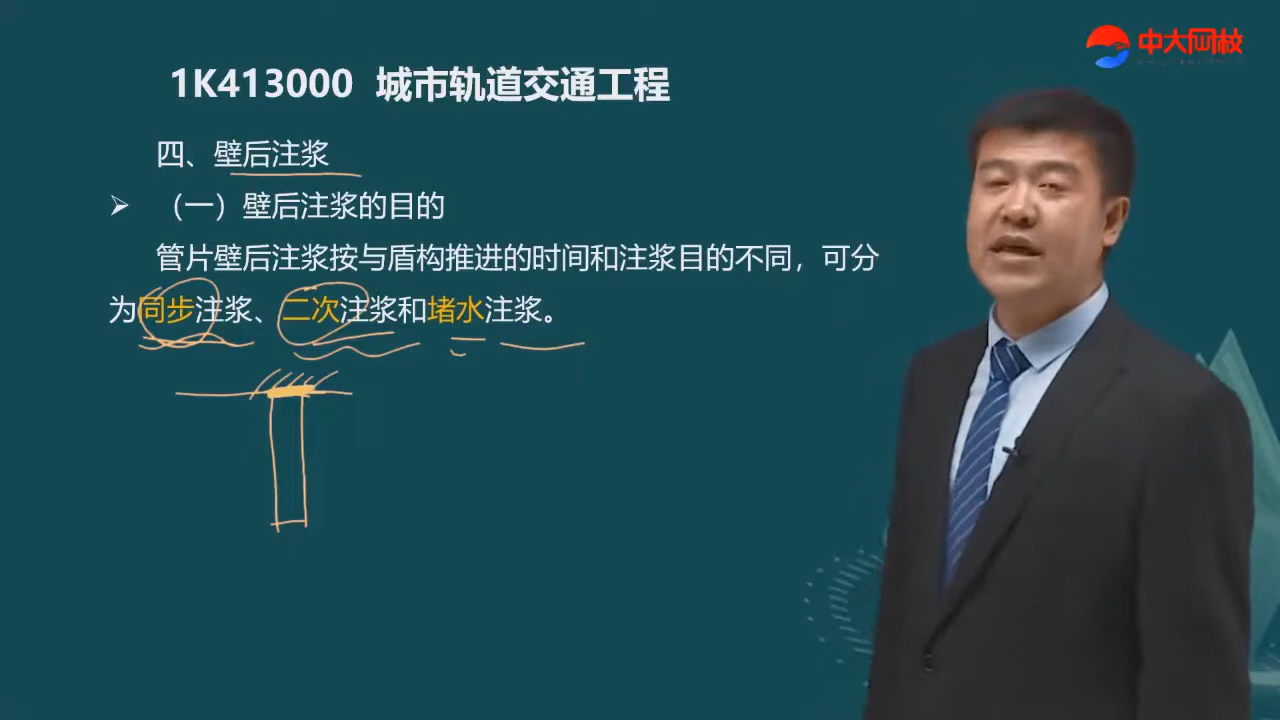 中大网校
1K413000 城市轨道交通工程
四、壁后注浆
（一）壁后注浆的目的
管片壁后注浆按与盾构推进的时间和注浆目的不同，可分
为同步注浆、二次注浆和堵水注浆。